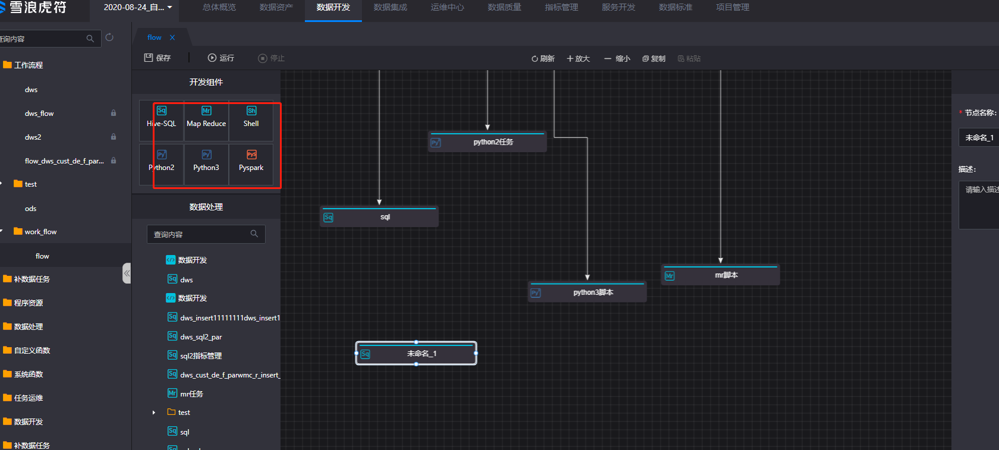 雪浪虎符
2020-08-24_自...
总体概览
数据资产
数据开发
数据集成
运维中心
数据质量
指标管理
服务开发
数据标准
项目管理
查询内容
工作流程
dws
dws_flow
dws2
flow_dws_cust_de_f_par...
test
ods
work_flow
flow
补数据任务
程序资源
数据处理
自定义函数
系统函数
任务运维
数据开发
补数据任务
flow
保存
运行
停止
刷新
放大
缩小
复制
粘贴
开发组件
Sq
Mr
Sh
Hive-SQL
Map Reduce
Shell
Py
Py
PyS
Python2
Python3
Pyspark
数据处理
查询内容
</> 数据开发
Sq dws
</> 数据开发
Sq dws_insert11111111dws_insert1
Sq dws_sql2_par
Sq sql2指标管理
Sq dws_cust_de_f_parwmc_r_insert_
Mr mr任务
test
Sq sql
Py python2任务
Sq sql
Mr mr脚本
Py python3脚本
Sq 未命名_1
* 节点名称:
未命名_1
描述:
请输入描述